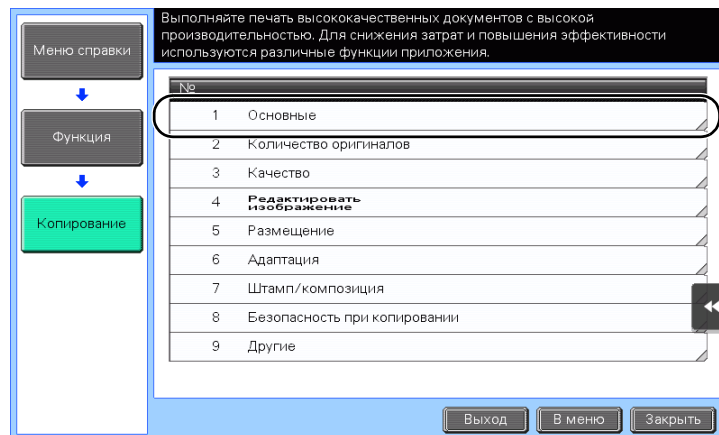 Выполняйте печать высококачественных документов с высокой
производительностью. Для снижения затрат и повышения эффективности
используются различные функции приложения.
Меню справки
Функция
Копирование
№
1 Основные
2 Количество оригиналов
3 Качество
4 Редактировать
изображение
5 Размещение
6 Адаптация
7 Штамп/композиция
8 Безопасность при копировании
9 Другие
Выход В меню Закрыть